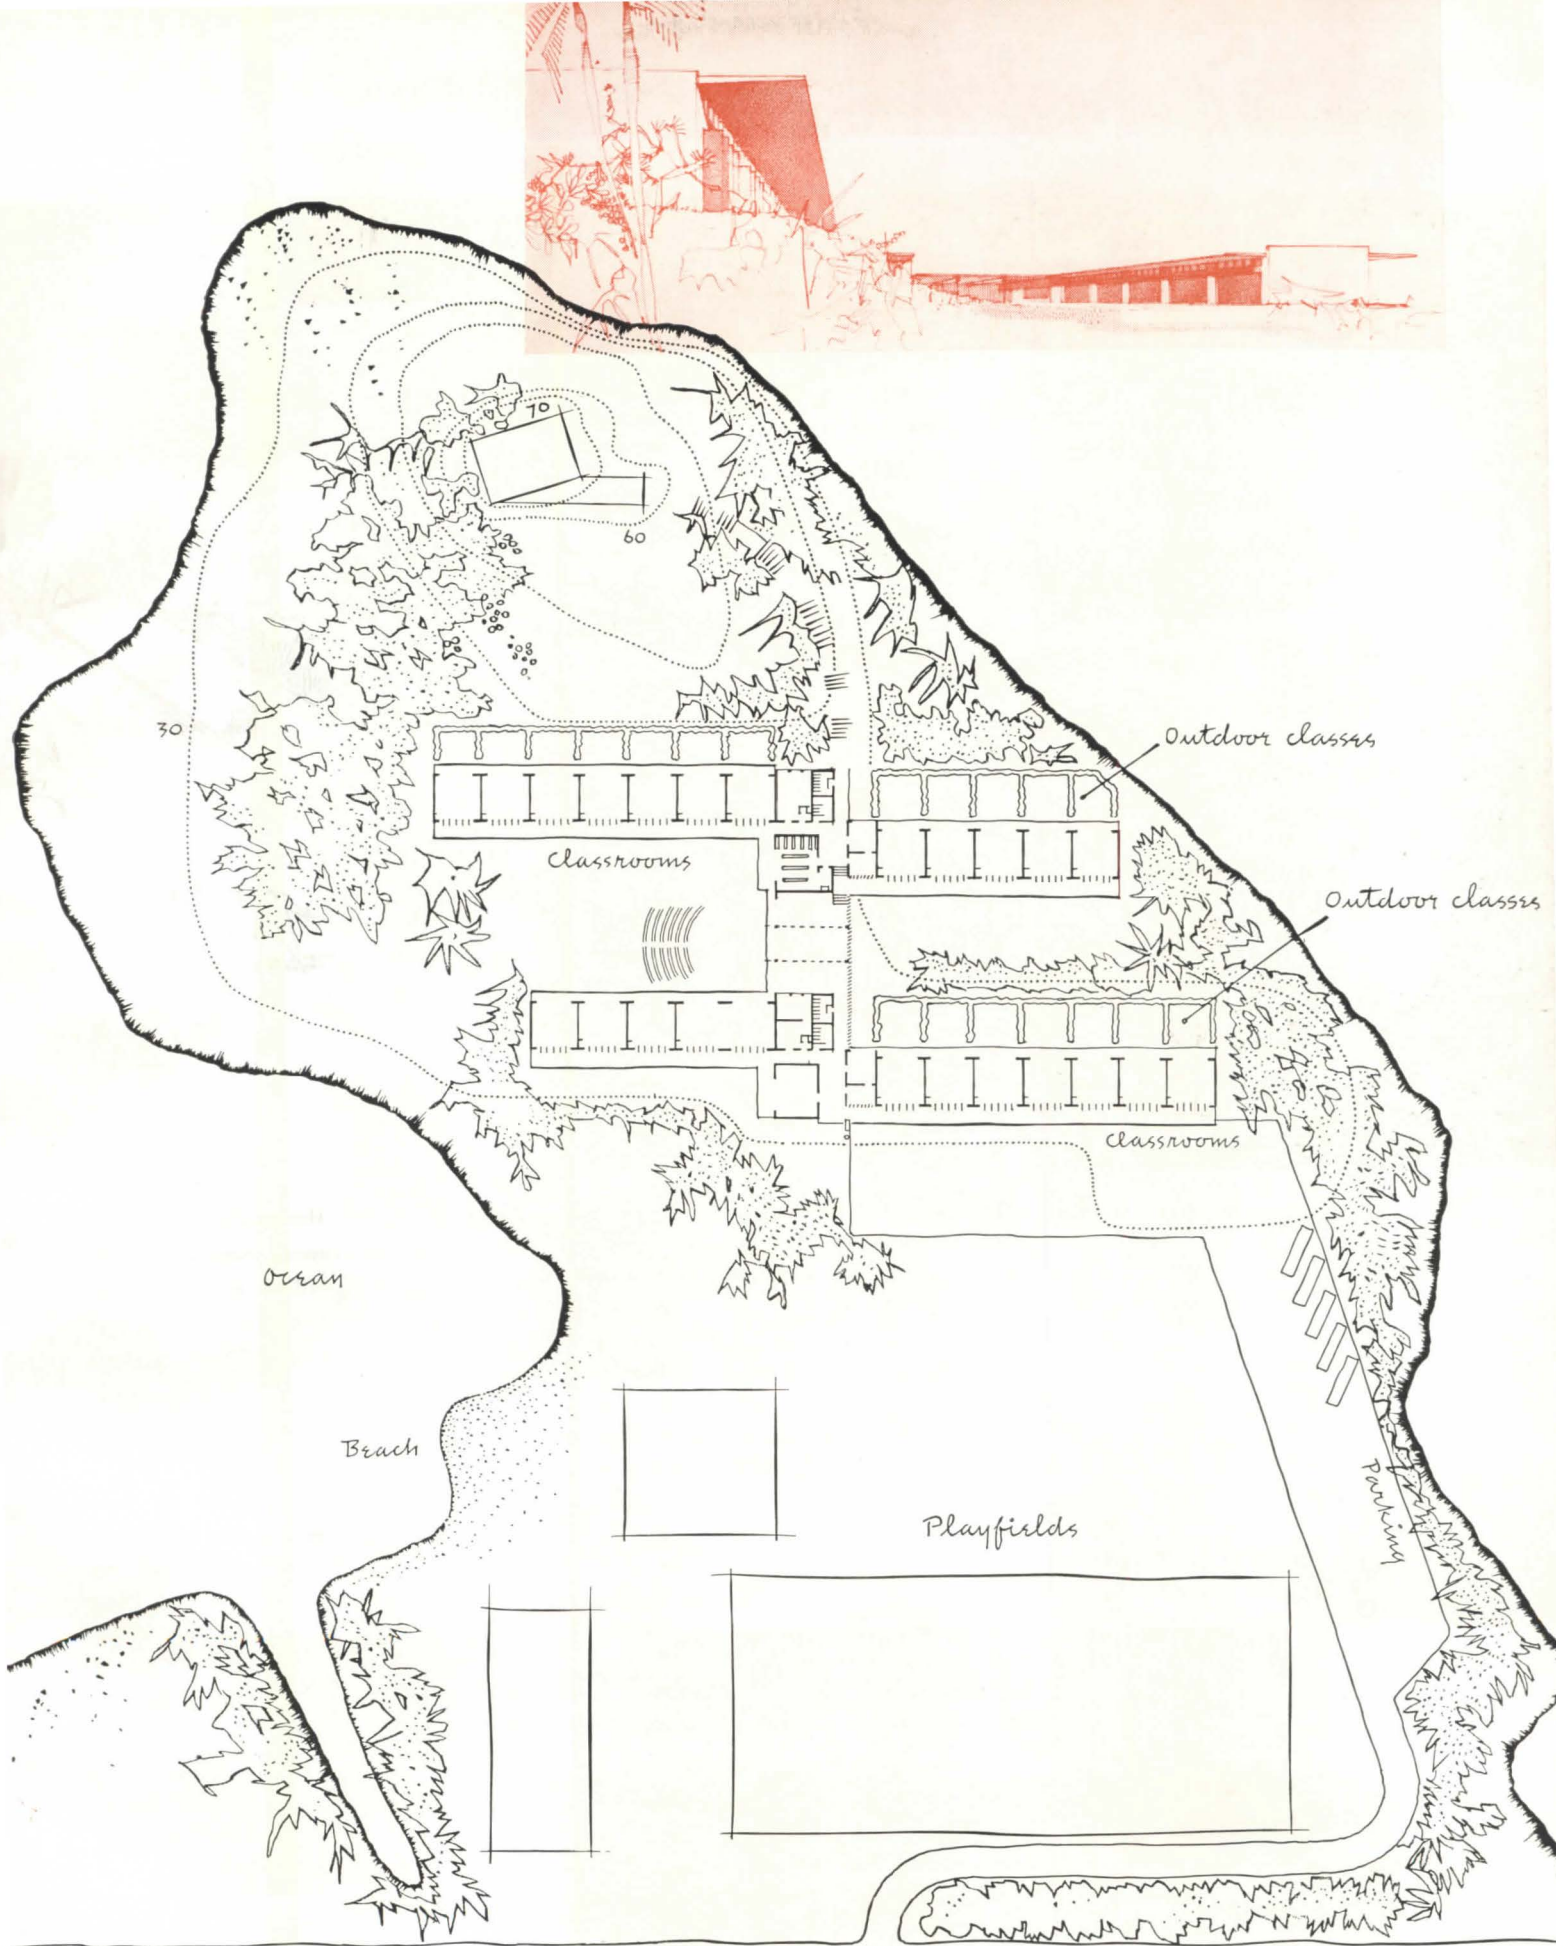 70
60
30
Outdoor classes
Classrooms
Outdoor classes
Classrooms
Ocean
Beach
Playfields
Parking